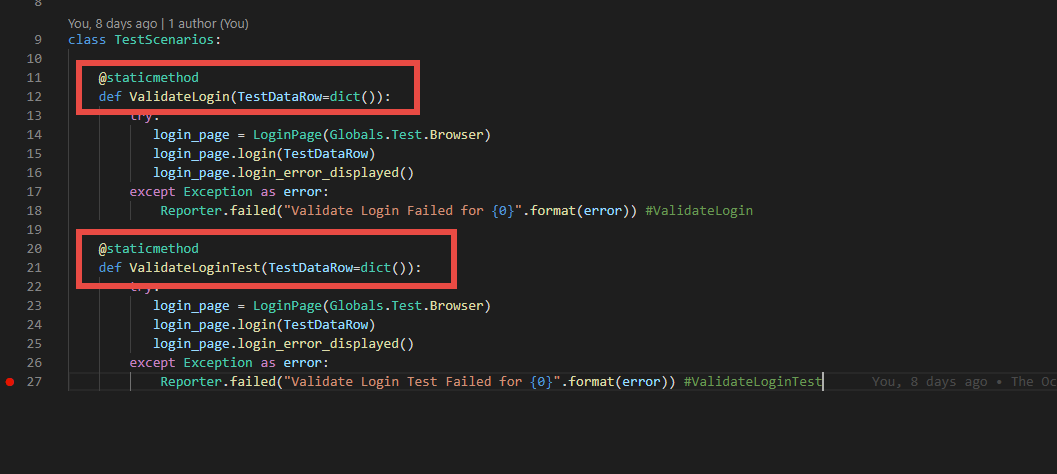 8
You, 8 days ago | 1 author (You)
9 class TestScenarios:
10
11 @staticmethod
12 def ValidateLogin(TestDataRow=dict()):
13 try:
14 login_page = LoginPage(Globals.Test.Browser)
15 login_page.login(TestDataRow)
16 login_page.login_error_displayed()
17 except Exception as error:
18 Reporter.failed("Validate Login Failed for {0}".format(error)) #ValidateLogin
19
20 @staticmethod
21 def ValidateLoginTest(TestDataRow=dict()):
22 try:
23 login_page = LoginPage(Globals.Test.Browser)
24 login_page.login(TestDataRow)
25 login_page.login_error_displayed()
26 except Exception as error:
27 Reporter.failed("Validate Login Test Failed for {0}".format(error)) #ValidateLoginTest You, 8 days ago • The Oc